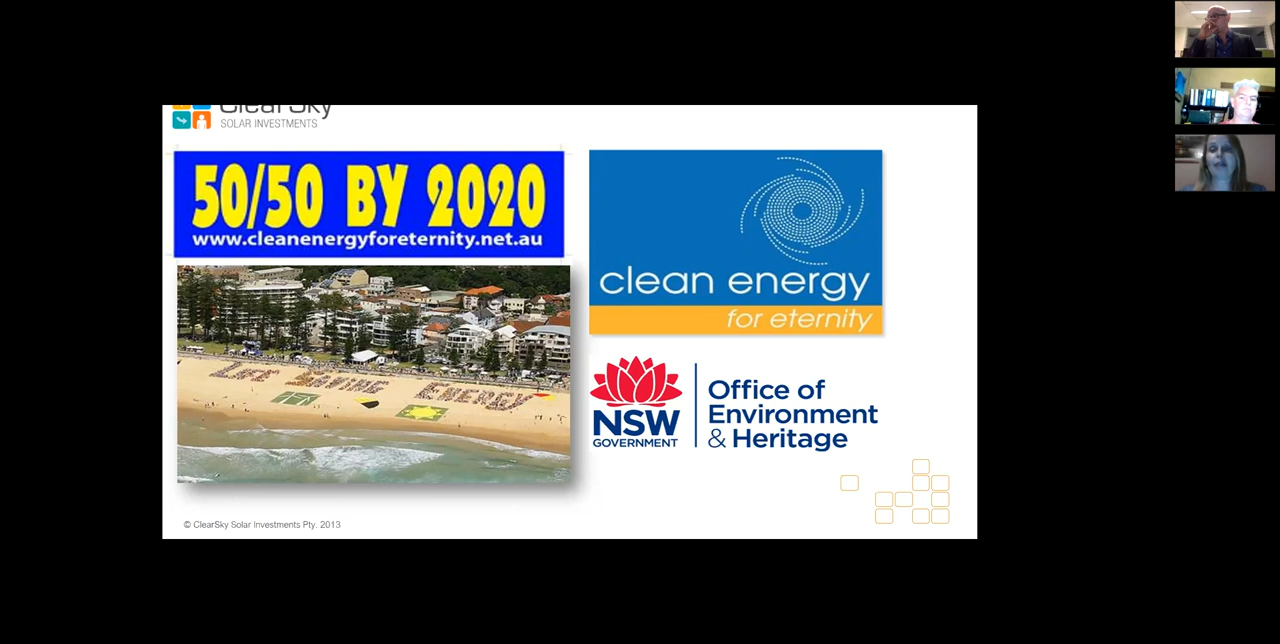 ClearSky
SOLAR INVESTMENTS
50/50 BY 2020
www.cleanenergyforeternity.net.au
clean energy
for eternity
ENERGY
NSW
GOVERNMENT
Office of
Environment
& Heritage
© ClearSky Solar Investments Pty. 2013